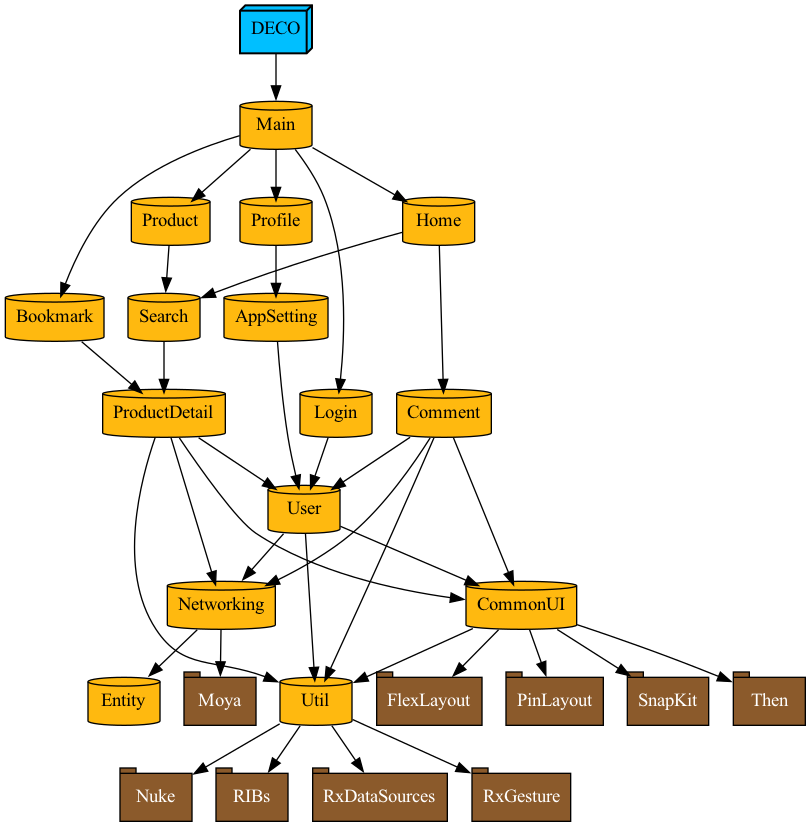 DECO
Main
Product
Profile
Home
Bookmark
Search
AppSetting
ProductDetail
Login
Comment
User
Networking
CommonUI
Entity
Moya
Util
FlexLayout
PinLayout
SnapKit
Then
Nuke
RIBs
RxDataSources
RxGesture